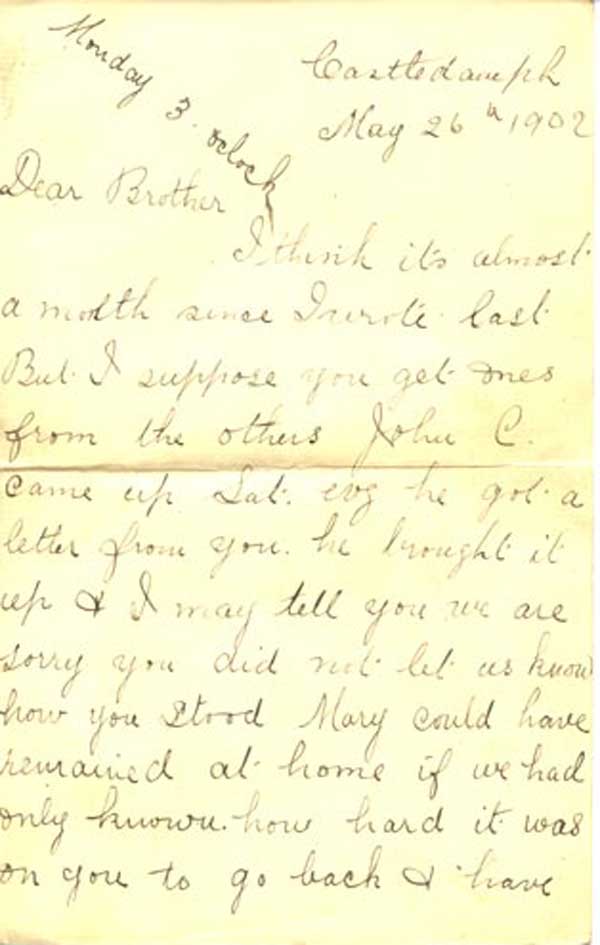 Monday 3. oclock
Castledamph
May 26th 1902
Dear Brother
I think its almost
a month since I wrote last
But I suppose you get ones
from the others John C.
came up Sat. evg he got a
letter from you. he brought it
up & I may tell you we are
sorry you did not let us know
how you stood Mary could have
remained at home if we had
only known. how hard it was
on you to go back & have